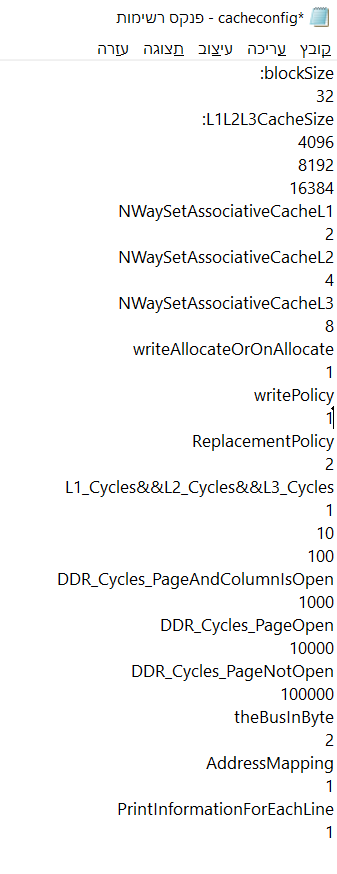 *cacheconfig - פנקס רשימות
קובץ עריכה עיצוב תצוגה עזרה
blockSize:
32
L1L2L3CacheSize:
4096
8192
16384
NWaySetAssociativeCacheL1
2
NWaySetAssociativeCacheL2
4
NWaySetAssociativeCacheL3
8
writeAllocateOrOnAllocate
1
writePolicy
1
ReplacementPolicy
2
L1_Cycles&&L2_Cycles&&L3_Cycles
1
10
100
DDR_Cycles_PageAndColumnIsOpen
1000
DDR_Cycles_PageOpen
10000
DDR_Cycles_PageNotOpen
100000
theBusInByte
2
AddressMapping
1
PrintInformationForEachLine
1